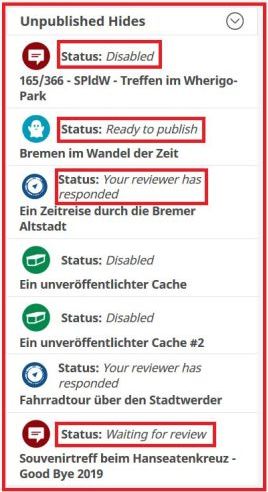 Unpublished Hides
Status: Disabled
165/366 - SPldW - Treffen im Wherigo-
Park
Status: Ready to publish
Bremen im Wandel der Zeit
Status: Your reviewer has
responded
Ein Zeitreise durch die Bremer
Altstadt
Status: Disabled
Ein unveröffentlichter Cache
Status: Disabled
Ein unveröffentlichter Cache #2
Status: Your reviewer has
responded
Fahrradtour über den Stadtwerder
Status: Waiting for review
Souvenirtreff beim Hanseatenkreuz -
Good Bye 2019